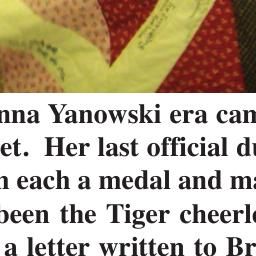 nna Yanowski era cam
et. Her last official du
n each a medal and ma
been the Tiger cheerle
a letter written to Br